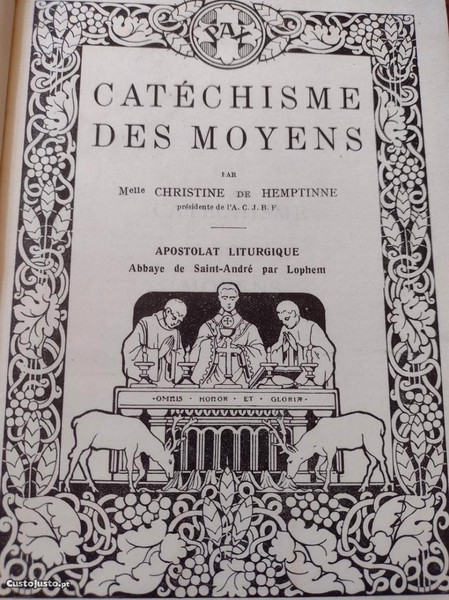 PAX
CATÉCHISME
DES MOYENS
PAR
Melle CHRISTINE DE HEMPTINNE
présidente de l'A. C. J. B. F.
APOSTOLAT LITURGIQUE
Abbaye de Saint-André par Lophem
•OMNIS • HONOR • ET • GLORIA•
CustoJusto.pt